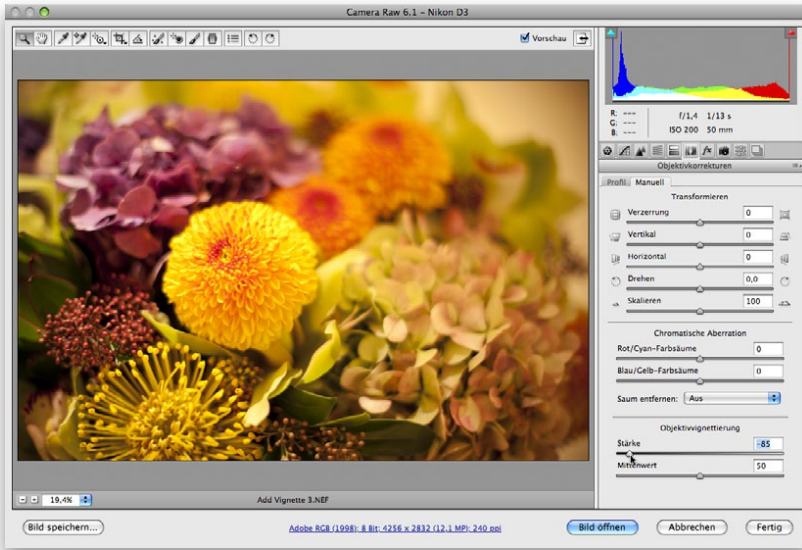 Camera Raw 6.1 – Nikon D3
Vorschau
R: ---
G: ---
B: ---
f/1,4 1/13 s
ISO 200 50 mm
Objektivkorrekturen
Profil Manuell
Transformieren
Verzerrung 0
Vertikal 0
Horizontal 0
Drehen 0,0
Skalieren 100
Chromatische Aberration
Rot/Cyan-Farbsäume 0
Blau/Gelb-Farbsäume 0
Saum entfernen: Aus
Objektivvignettierung
Stärke -85
Mittenwert 50
19,4% Add Vignette 3.NEF
Bild speichern... Adobe RGB (1998); 8 Bit; 4256 x 2832 (12,1 MP); 240 ppi Bild öffnen Abbrechen Fertig